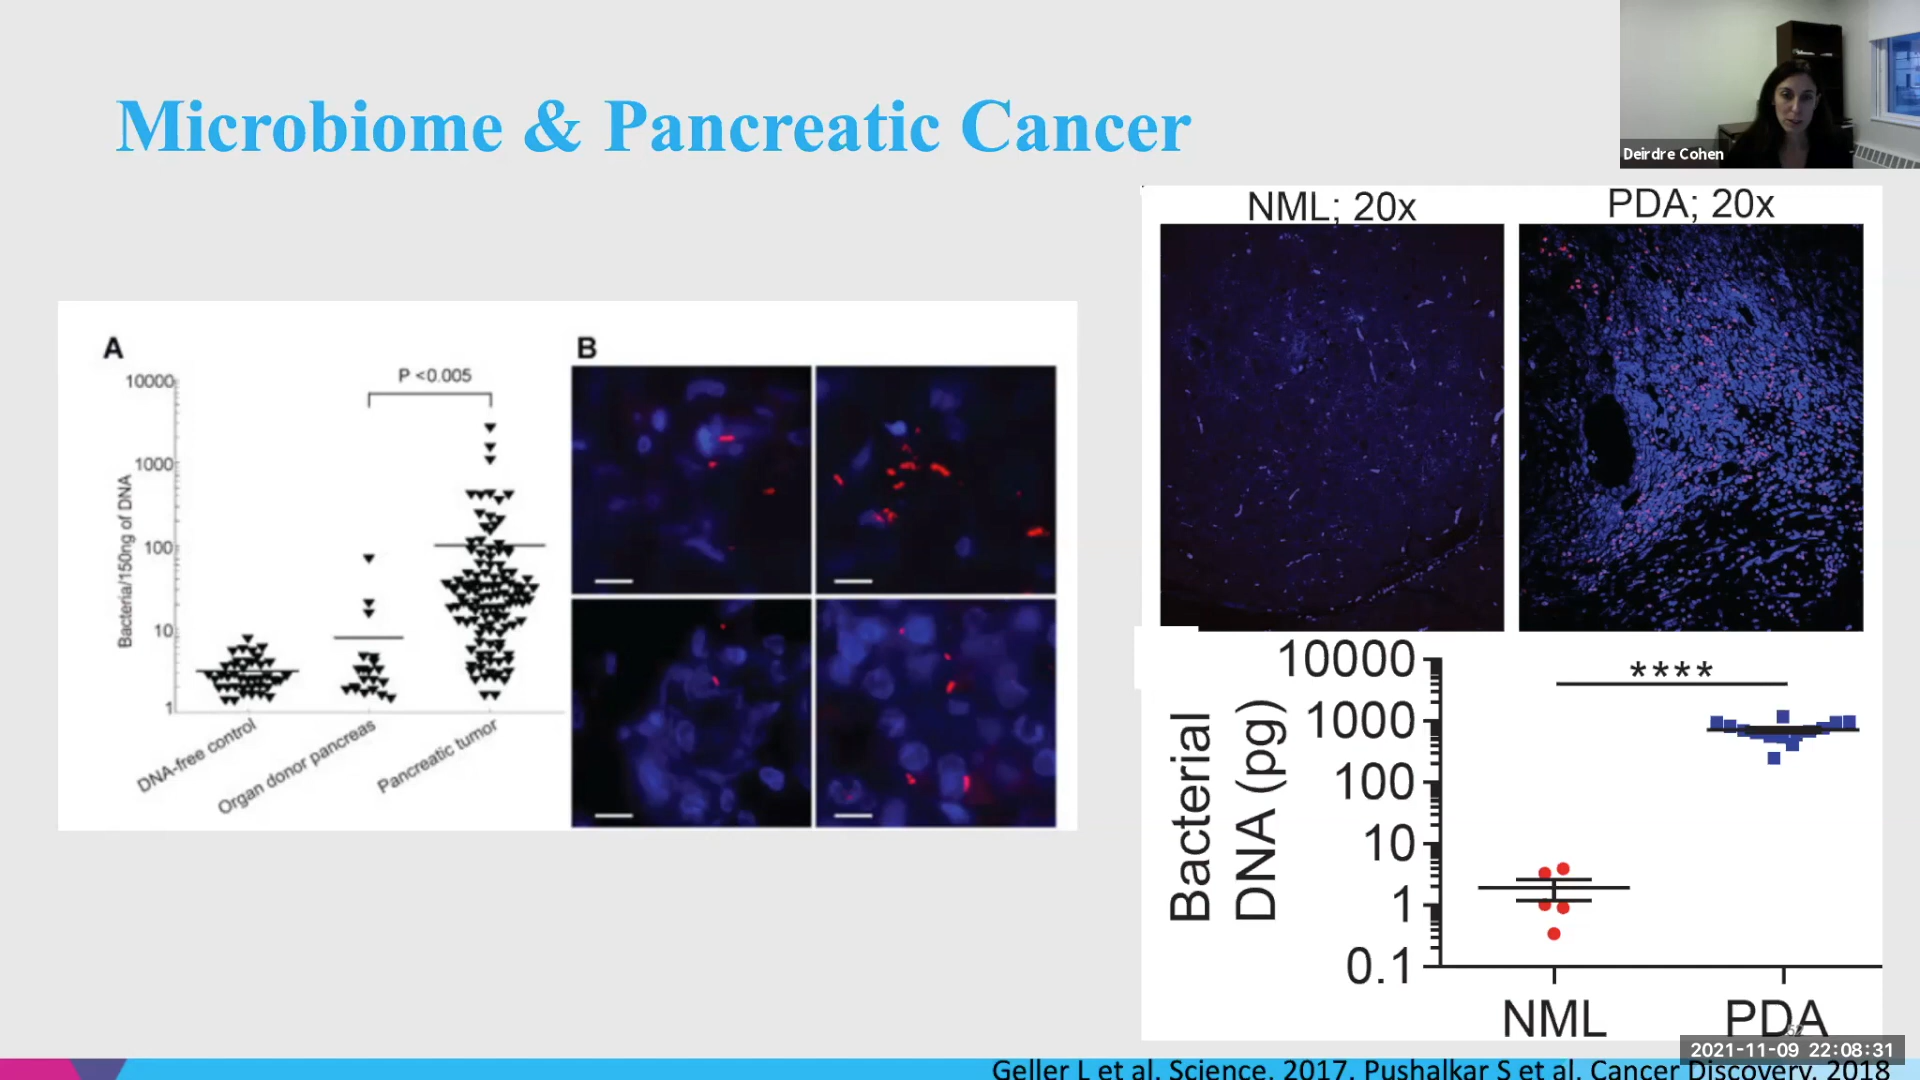 Microbiome & Pancreatic Cancer
Deirdre Cohen
A
B
P <0.005
10000
1000
100
10
1
Bacteria/150ng of DNA
DNA-free control
Organ donor pancreas
Pancreatic tumor
NML; 20x
PDA; 20x
****
10000
1000
100
10
1
0.1
Bacterial
DNA (pg)
NML
PDA
2021-11-09 22:08:31
Geller L et al. Science. 2017. Pushalkar S et al. Cancer Discovery. 2018